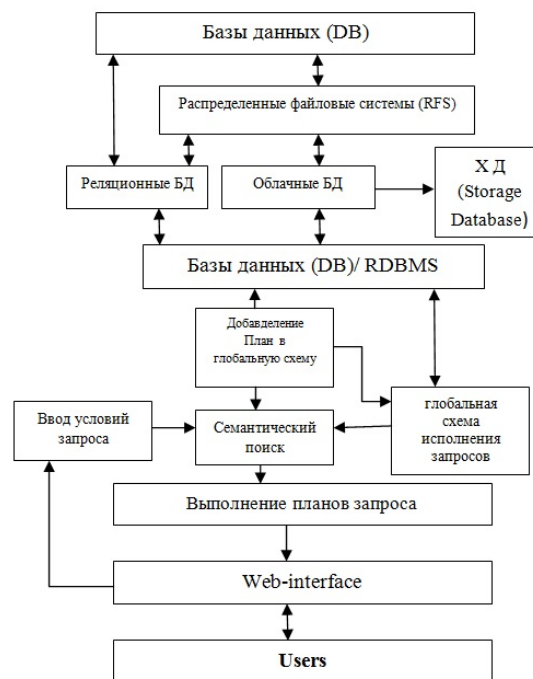 Базы данных (DB)
Распределенные файловые системы (RFS)
Реляционные БД
Облачные БД
Х Д
(Storage
Database)
Базы данных (DB)/ RDBMS
Добавделение
План в
глобальную схему
Ввод условий
запроса
Семантический
поиск
глобальная
схема
исполнения
запросов
Выполнение планов запроса
Web-interface
Users